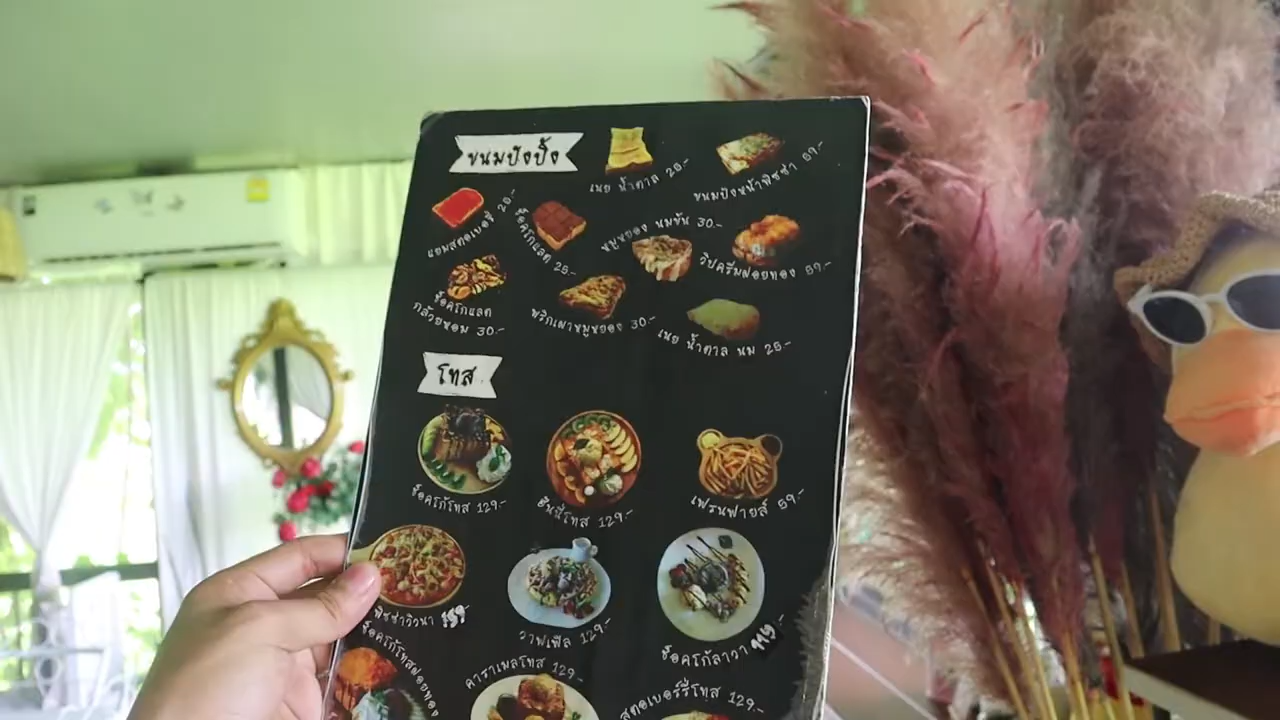 ขนมปังปิ้ง
เนย น้ำตาล 25.-
ขนมปังหน้าพิซซ่า 59.-
แยมสตอเบอรี่ 25.-
ช็อคโกแลต 25.-
หมูหยอง นมข้น 30.-
วิปครีมฝอยทอง 59.-
ช็อคโกแลต
กล้วยหอม 30.-
พริกเผาหมูหยอง 30.-
เนย น้ำตาล นม 25.-
โทส
ช็อคโก้โทส 129.-
ฮันนี่โทส 129.-
เฟรนฟายส์ 59.-
พิซซ่าวีวนา 159.-
วาฟเฟิล 129.-
ช็อคโก้ลาวา
ช็อคโก้โทสฝอยทอง
คาราเมลโทส 129.-
สตอเบอร์รี่โทส 129.-